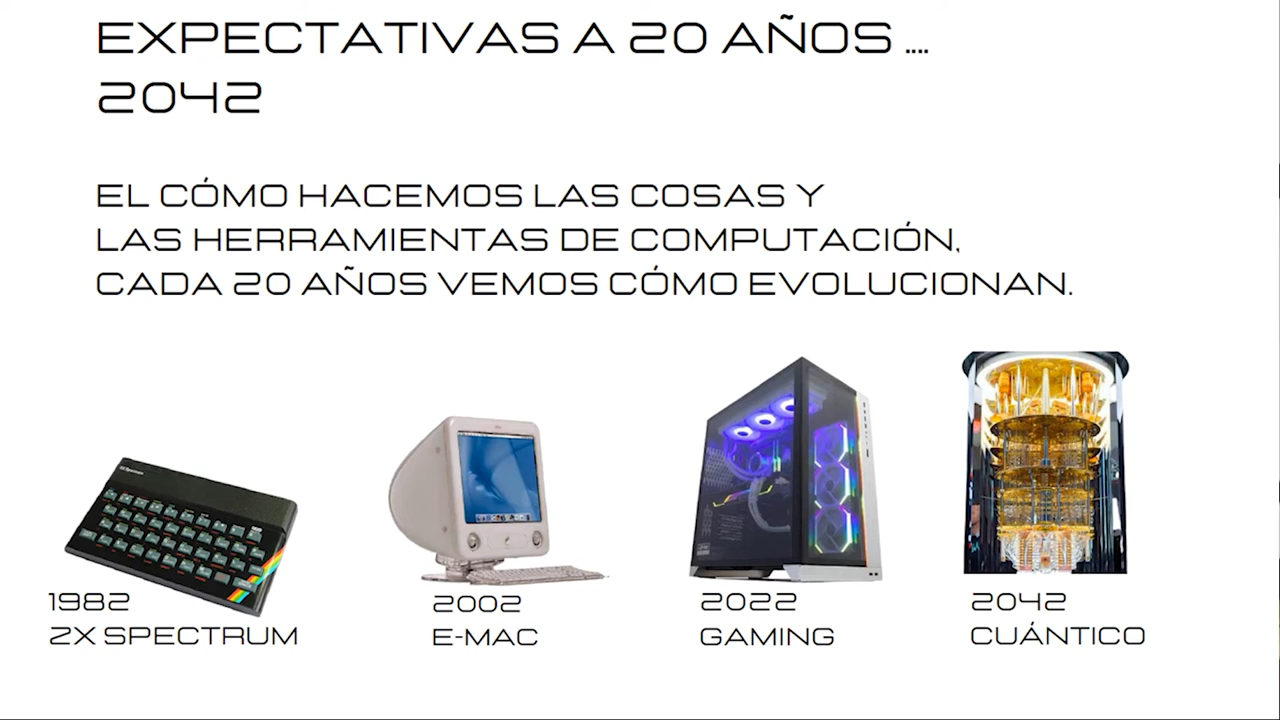 EXPECTATIVAS A 20 AÑOS ....
2042
EL CÓMO HACEMOS LAS COSAS Y
LAS HERRAMIENTAS DE COMPUTACIÓN,
CADA 20 AÑOS VEMOS CÓMO EVOLUCIONAN.
1982
ZX SPECTRUM
2002
E-MAC
2022
GAMING
2042
CUÁNTICO